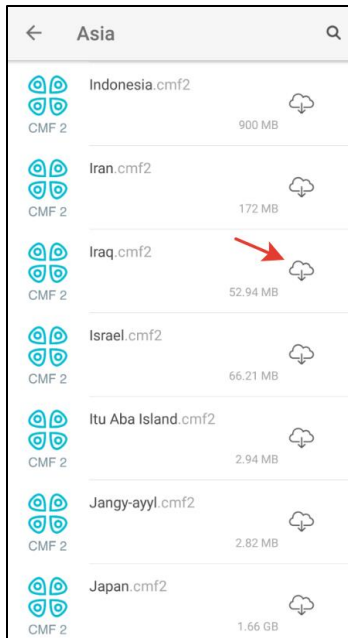 Asia
Indonesia.cmf2
CMF 2
900 MB
Iran.cmf2
CMF 2
172 MB
Iraq.cmf2
CMF 2
52.94 MB
Israel.cmf2
CMF 2
66.21 MB
Itu Aba Island.cmf2
CMF 2
2.94 MB
Jangy-ayyl.cmf2
CMF 2
2.82 MB
Japan.cmf2
CMF 2
1.66 GB